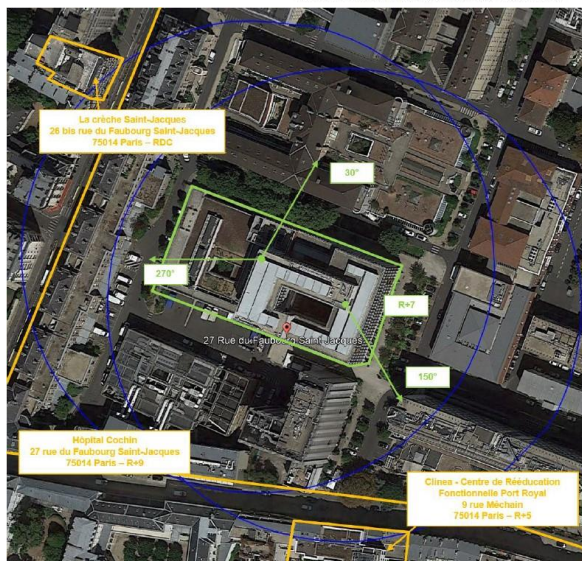 La crèche Saint-Jacques
26 bis rue du Faubourg Saint-Jacques
75014 Paris – RDC
30°
270°
R+7
27 Rue du Faubourg Saint-Jacques
150°
Hôpital Cochin
27 rue du Faubourg Saint-Jacques
75014 Paris – R+9
Clinea - Centre de Rééducation
Fonctionnelle Port Royal
9 rue Méchain
75014 Paris – R+5